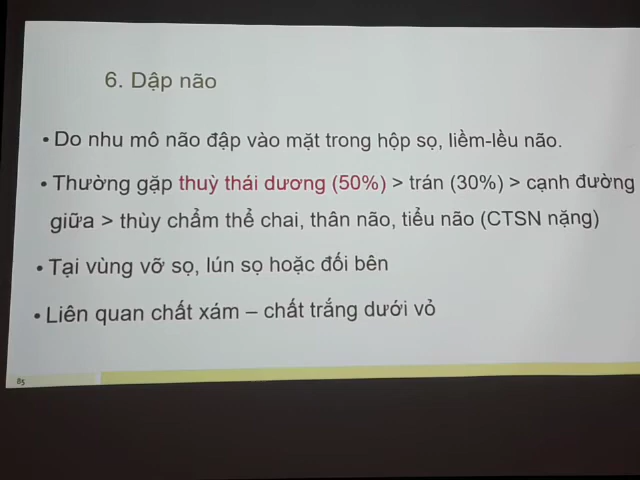 6. Dập não
• Do nhu mô não đập vào mặt trong hộp sọ, liềm-lều não.
• Thường gặp thuỳ thái dương (50%) > trán (30%) > cạnh đường
giữa > thùy chẩm thể chai, thân não, tiểu não (CTSN nặng)
• Tại vùng vỡ sọ, lún sọ hoặc đối bên
• Liên quan chất xám – chất trắng dưới vỏ
85